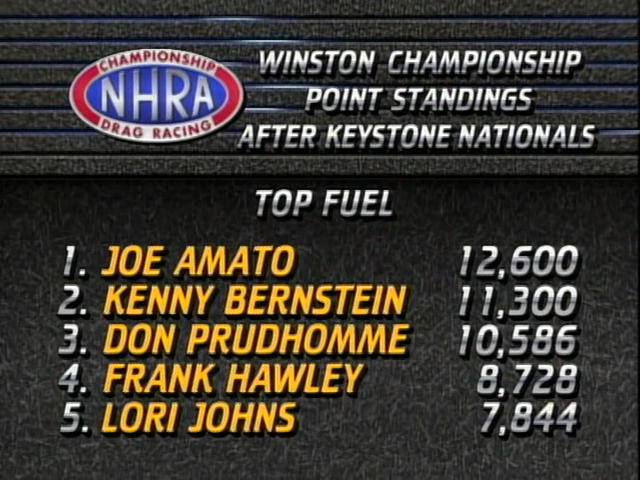 CHAMPIONSHIP
NHRA
DRAG RACING
WINSTON CHAMPIONSHIP
POINT STANDINGS
AFTER KEYSTONE NATIONALS
TOP FUEL
1. JOE AMATO 12,600
2. KENNY BERNSTEIN 11,300
3. DON PRUDHOMME 10,586
4. FRANK HAWLEY 8,728
5. LORI JOHNS 7,844